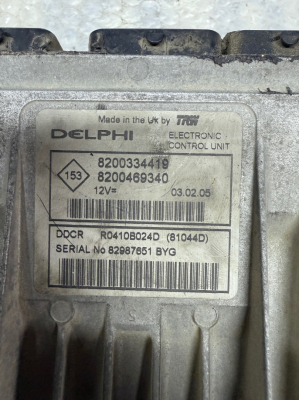 Made in the Uk by TRW
DELPHI ELECTRONIC CONTROL UNIT
153
8200334419
8200469340
12V= 03.02.05
DDCR R0410B024D (81044D)
SERIAL No 82987651 BYG
S